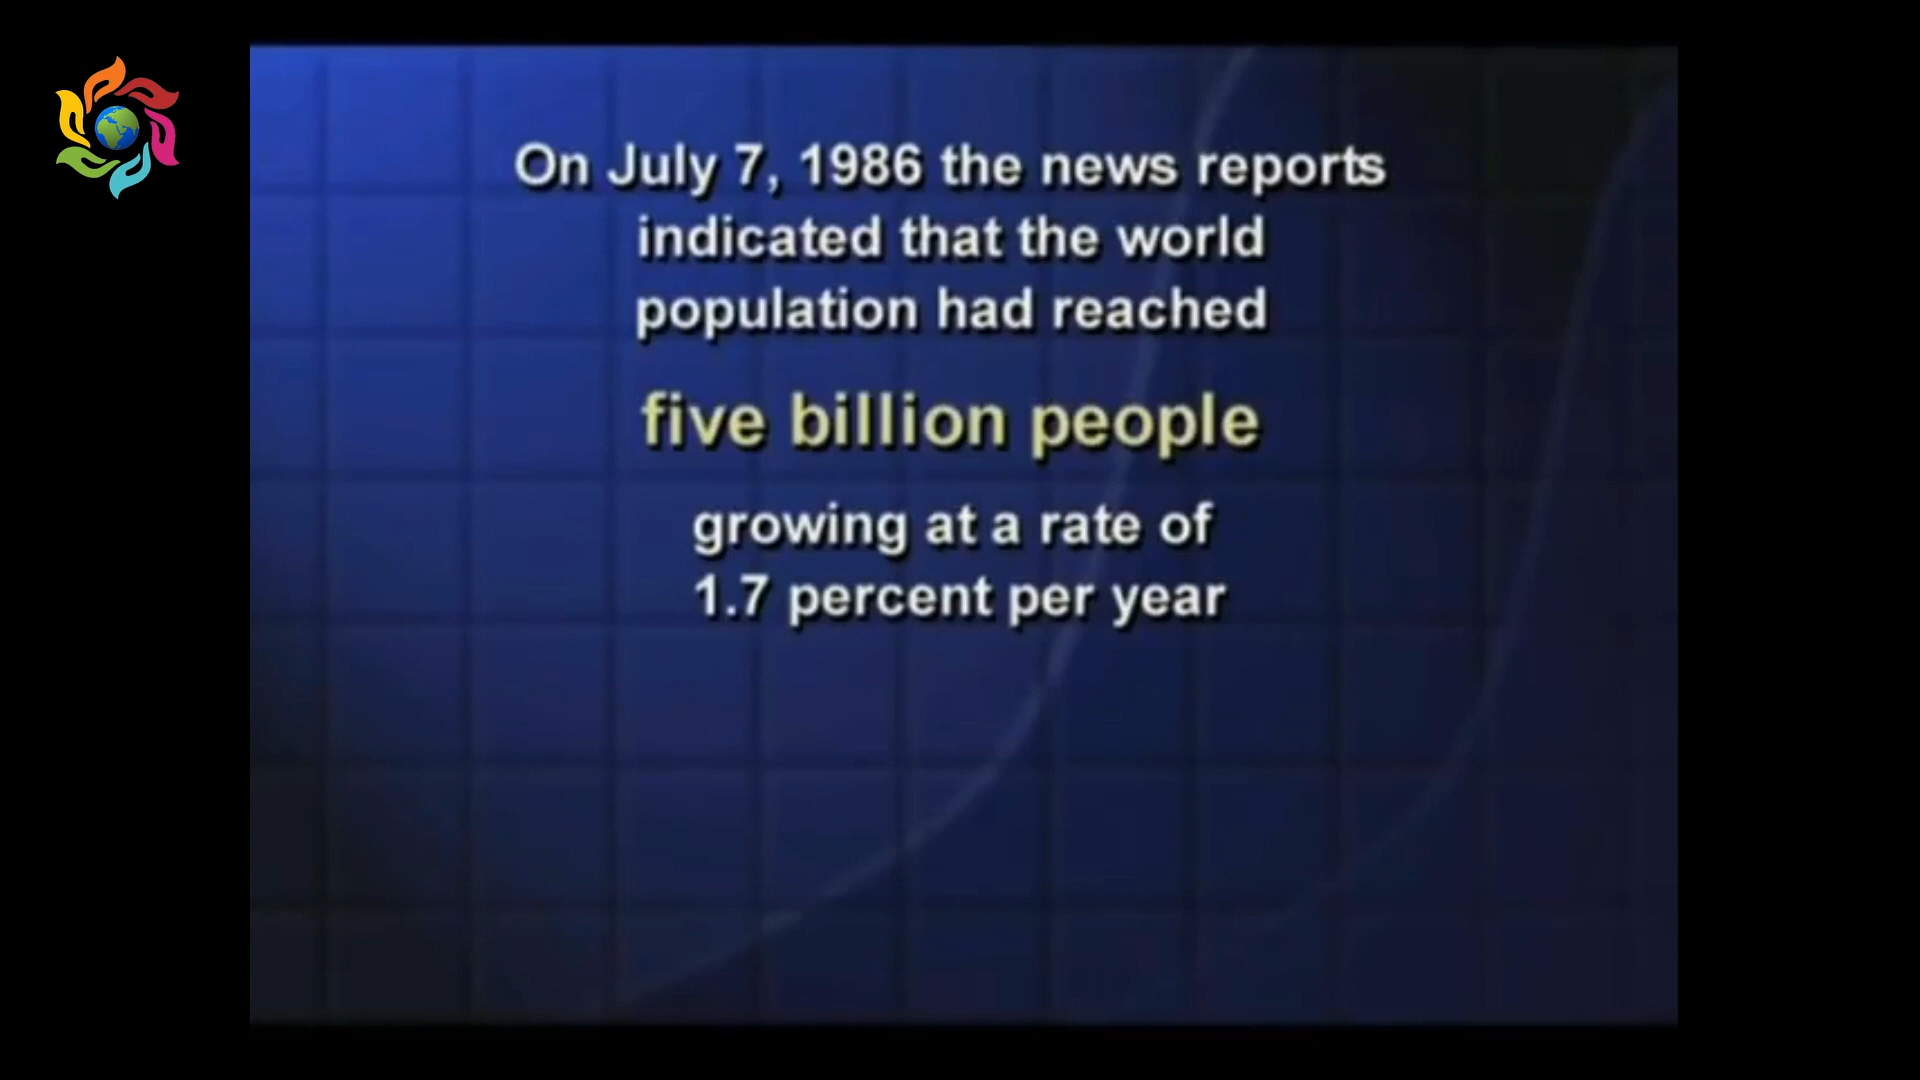 On July 7, 1986 the news reports
indicated that the world
population had reached
five billion people
growing at a rate of
1.7 percent per year